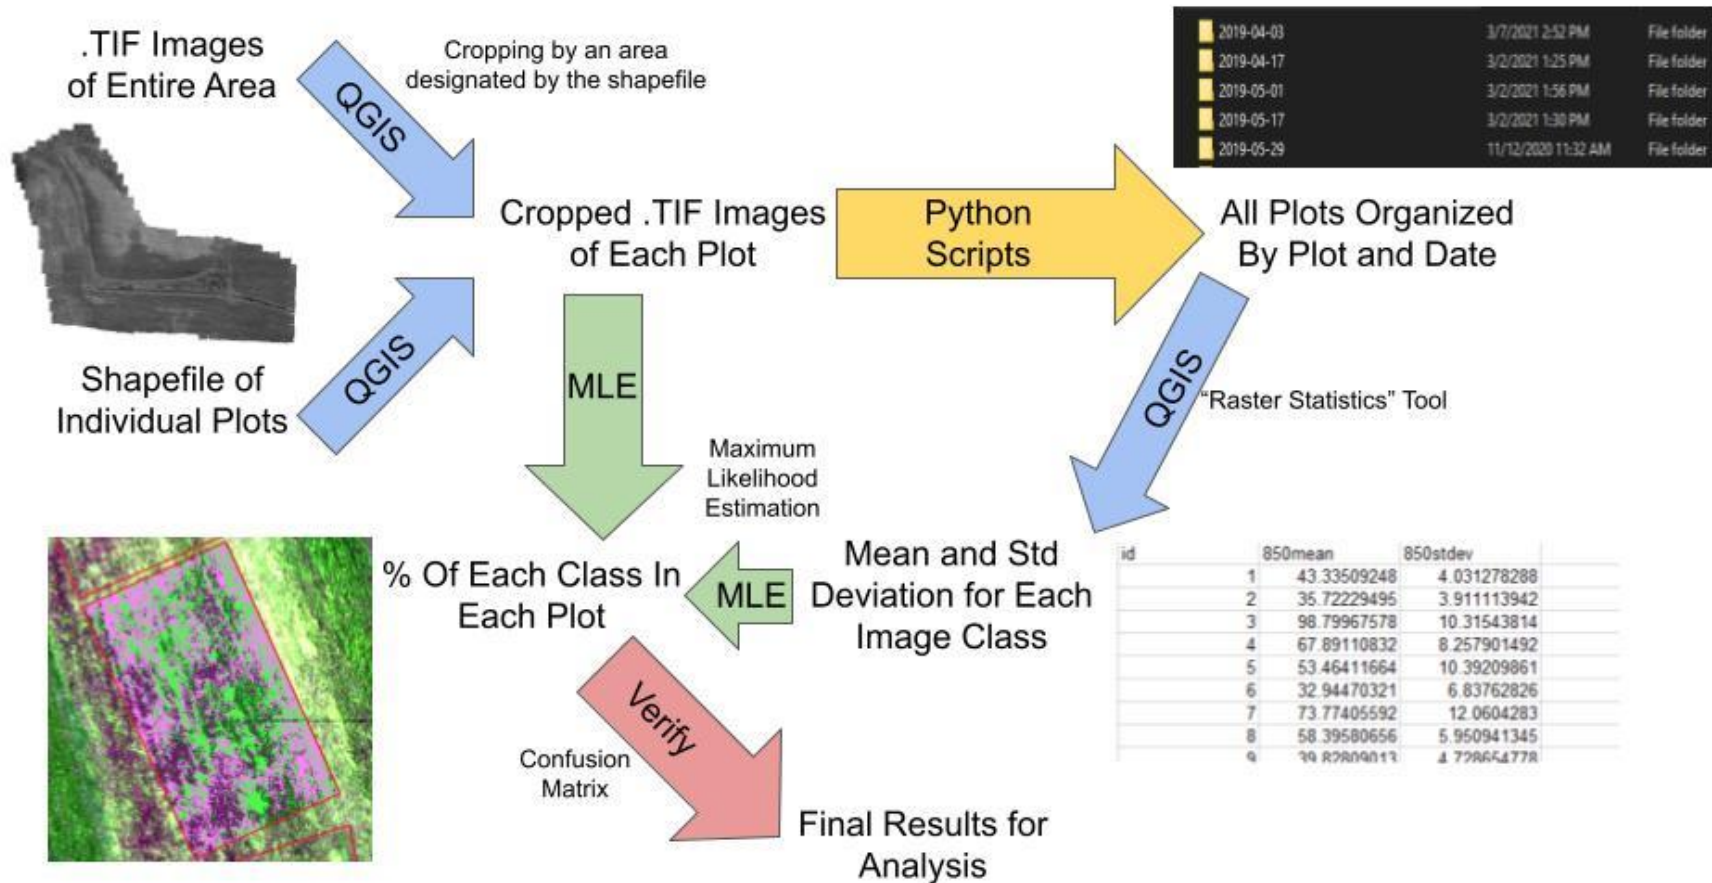 .TIF Images
of Entire Area
Cropping by an area
designated by the shapefile
QGIS
2019-04-03 3/7/2021 2:52 PM File folder
2019-04-17 3/2/2021 1:25 PM File folder
2019-05-01 3/2/2021 1:56 PM File folder
2019-05-17 3/2/2021 1:30 PM File folder
2019-05-29 11/12/2020 11:32 AM File folder
Cropped .TIF Images
of Each Plot
Python
Scripts
All Plots Organized
By Plot and Date
QGIS
Shapefile of
Individual Plots
MLE
QGIS
"Raster Statistics" Tool
Maximum
Likelihood
Estimation
% Of Each Class In
Each Plot
MLE
Mean and Std
Deviation for Each
Image Class
id 850mean 850stdev
1 43.33509248 4.031278288
2 35.72229495 3.911113942
3 98.79967578 10.31543814
4 67.89110832 8.257901492
5 53.46411664 10.39209861
6 32.94470321 6.83762826
7 73.77405592 12.0604283
8 58.39580656 5.950941345
9 39.82809013 4.728654778
Verify
Confusion
Matrix
Final Results for
Analysis